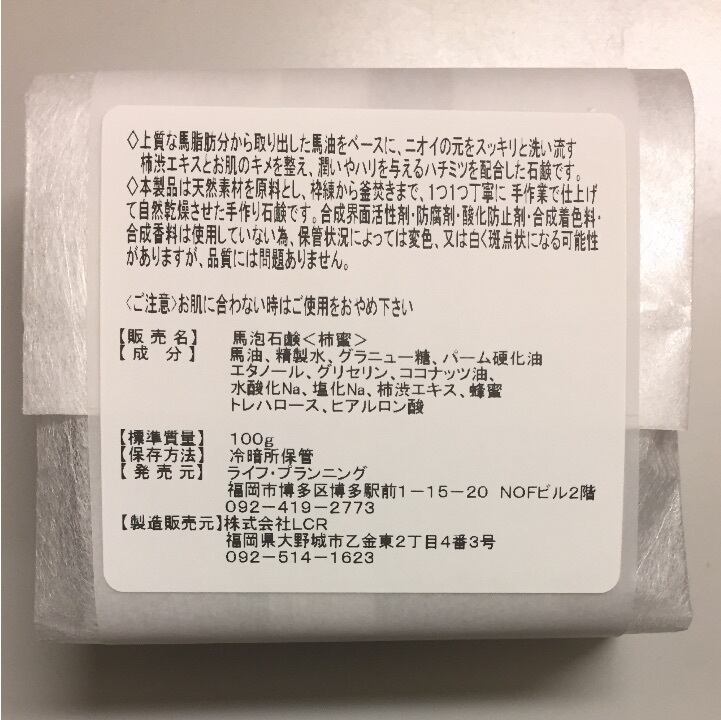 ◇上質な馬脂肪分から取り出した馬油をベースに、ニオイの元をスッキリと洗い流す
柿渋エキスとお肌のキメを整え、潤いやハリを与えるハチミツを配合した石鹸です。
◇本製品は天然素材を原料とし、枠練から釜焚きまで、1つ1つ丁寧に手作業で仕上げ
て自然乾燥させた手作り石鹸です。合成界面活性剤・防腐剤・酸化防止剤・合成着色料・
合成香料は使用していない為、保管状況によっては変色、又は白く斑点状になる可能性
がありますが、品質には問題ありません。
<ご注意>お肌に合わない時はご使用をおやめ下さい
【販売名】 馬泡石鹸<柿蜜>
【成分】 馬油、精製水、グラニュー糖、パーム硬化油
エタノール、グリセリン、ココナッツ油、
水酸化Na、塩化Na、柿渋エキス、蜂蜜
トレハロース、ヒアルロン酸
【標準質量】 100g
【保存方法】 冷暗所保管
【発売元】 ライフ・プランニング
福岡市博多区博多駅前1-15-20 NOFビル2階
092-419-2773
【製造販売元】株式会社LCR
福岡県大野城市乙金東2丁目4番3号
092-514-1623